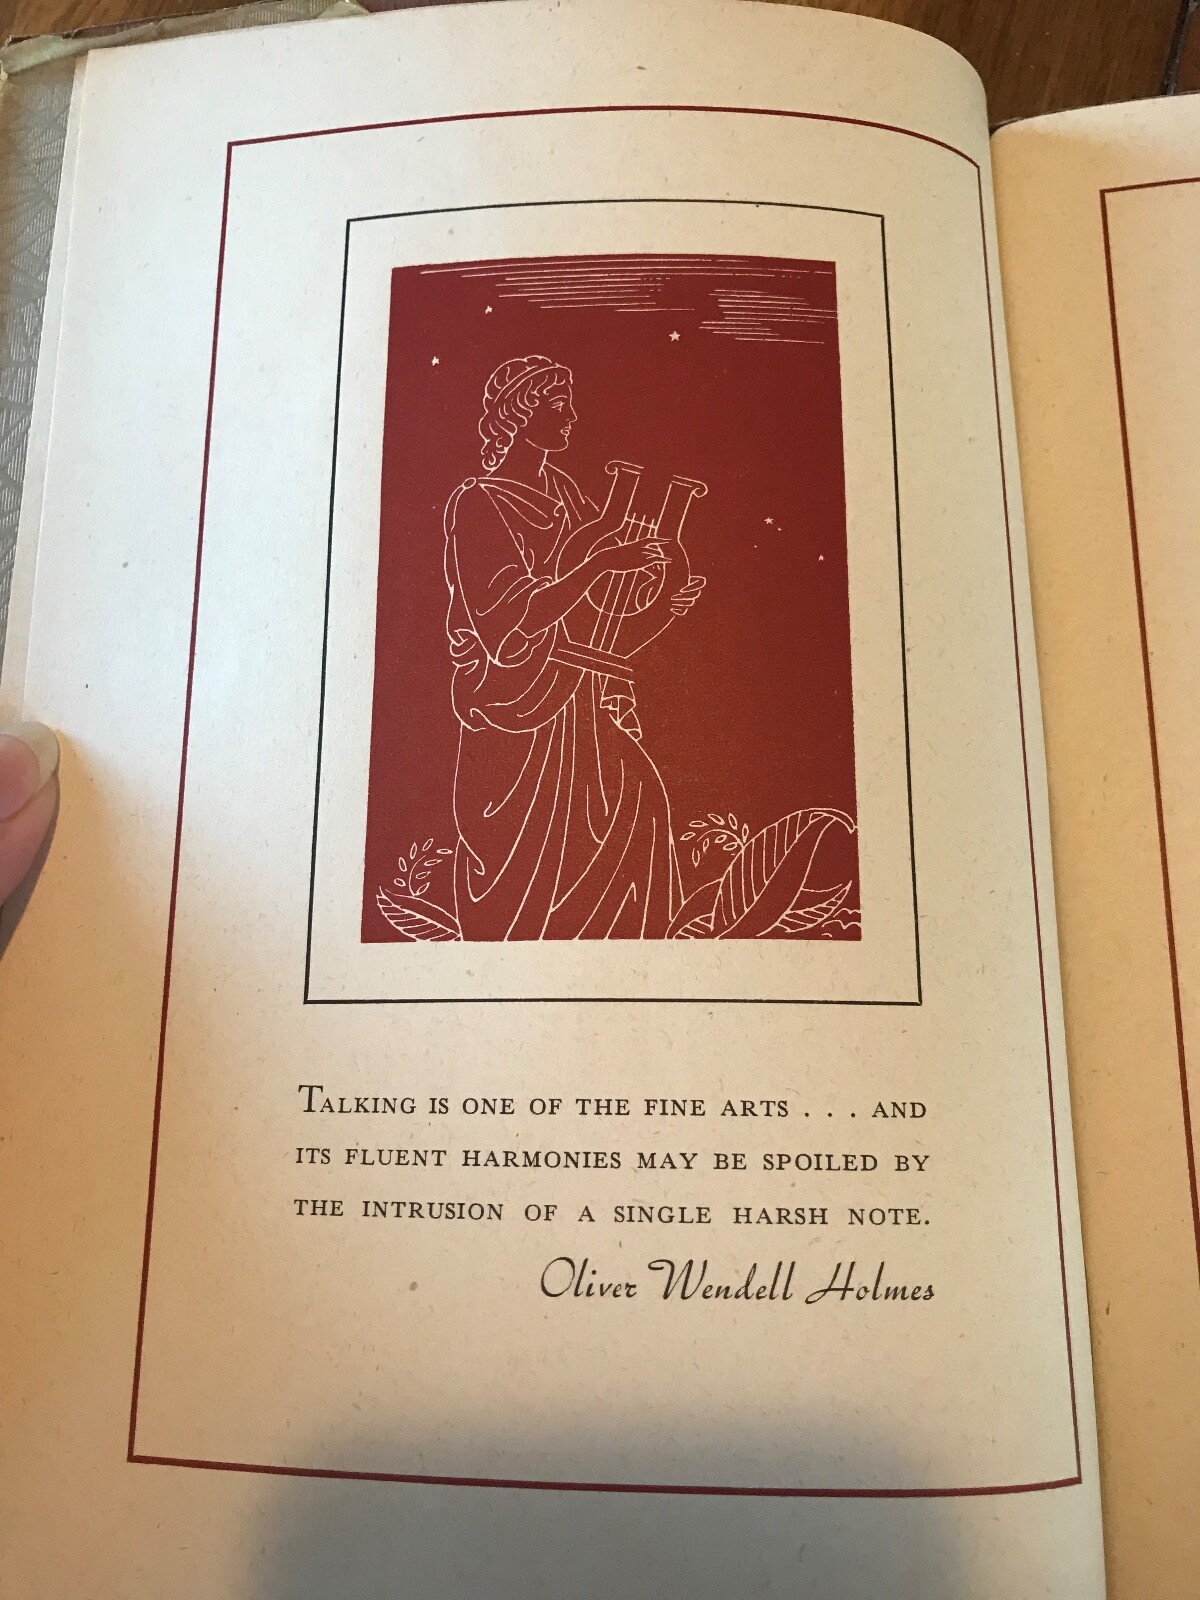 Talking is one of the fine arts . . . and
its fluent harmonies may be spoiled by
the intrusion of a single harsh note.
Oliver Wendell Holmes